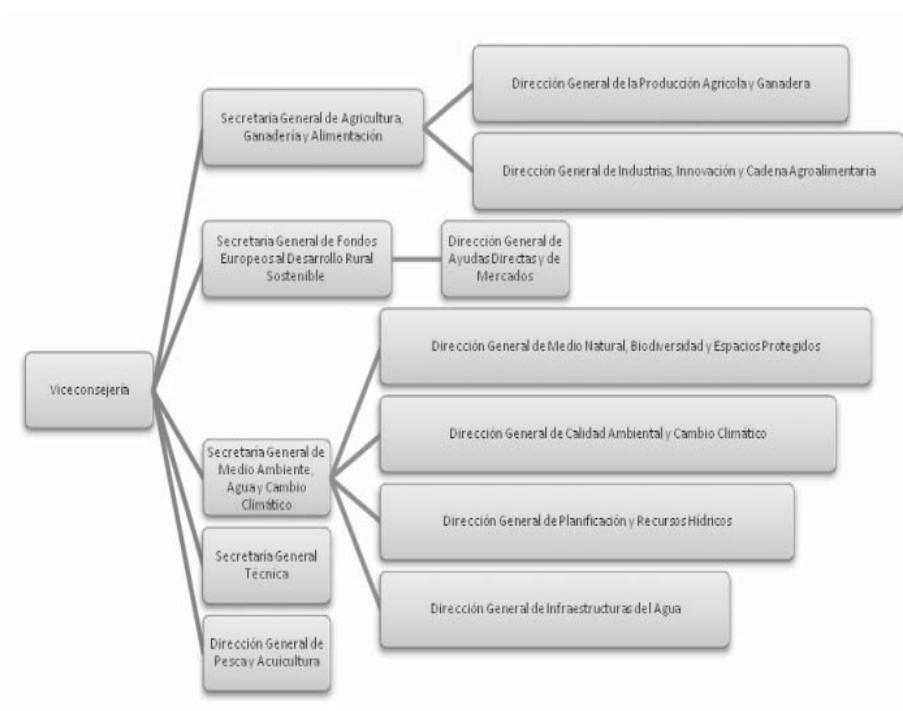 Dirección General de la Producción Agrícola y Ganadera
Secretaría General de Agricultura,
Ganadería y Alimentación
Dirección General de Industrias, Innovación y Cadena Agroalimentaria
Secretaría General de Fondos
Europeos al Desarrollo Rural
Sostenible
Dirección General de
Ayudas Directas y de
Mercados
Viceconsejería
Dirección General de Medio Natural, Biodiversidad y Espacios Protegidos
Dirección General de Calidad Ambiental y Cambio Climático
Secretaría General de
Medio Ambiente,
Agua y Cambio
Climático
Dirección General de Planificación y Recursos Hídricos
Dirección General de Infraestructuras del Agua
Secretaría General
Técnica
Dirección General de
Pesca y Acuicultura